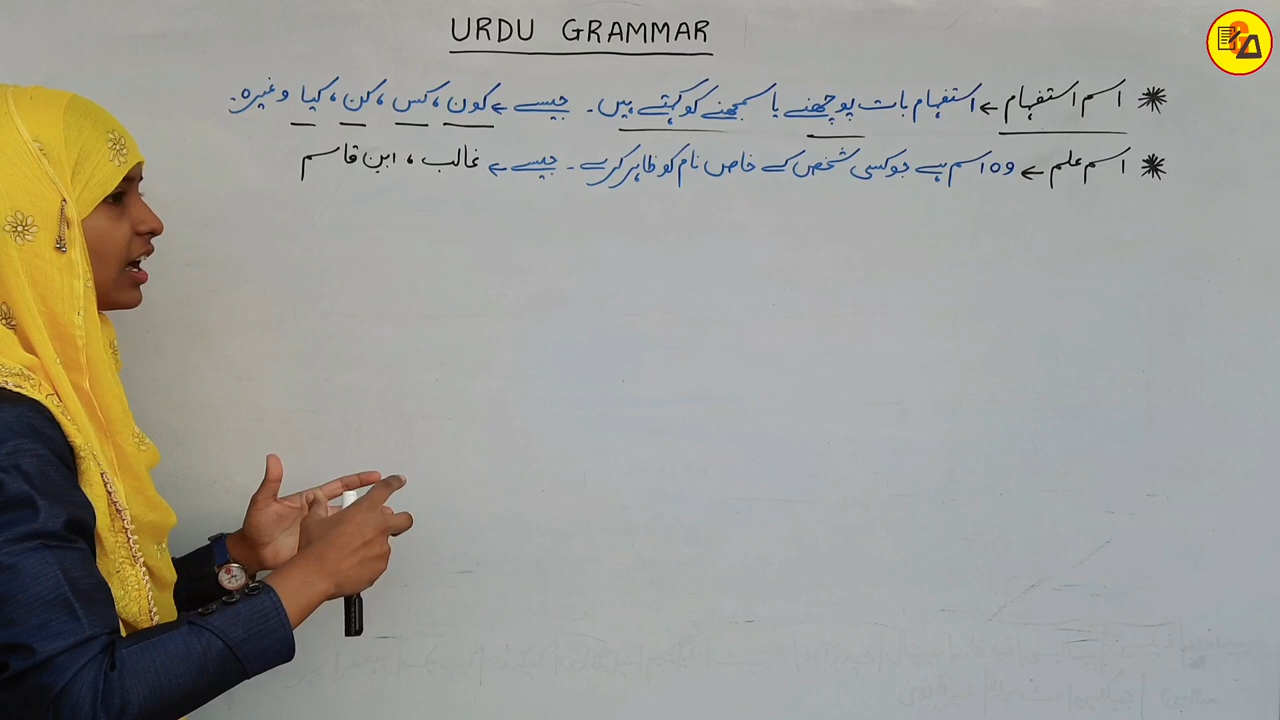 URDU GRAMMAR
* اسم استفہام ← استفہام بات پوچھنے یا سمجھنے کو کہتے ہیں۔ جیسے ← کون، کس، کن، کیا وغیرہ۔
* اسم علم ← وہ اسم ہے جو کسی شخص کے خاص نام کو ظاہر کرے۔ جیسے ← غالب، ابن قاسم